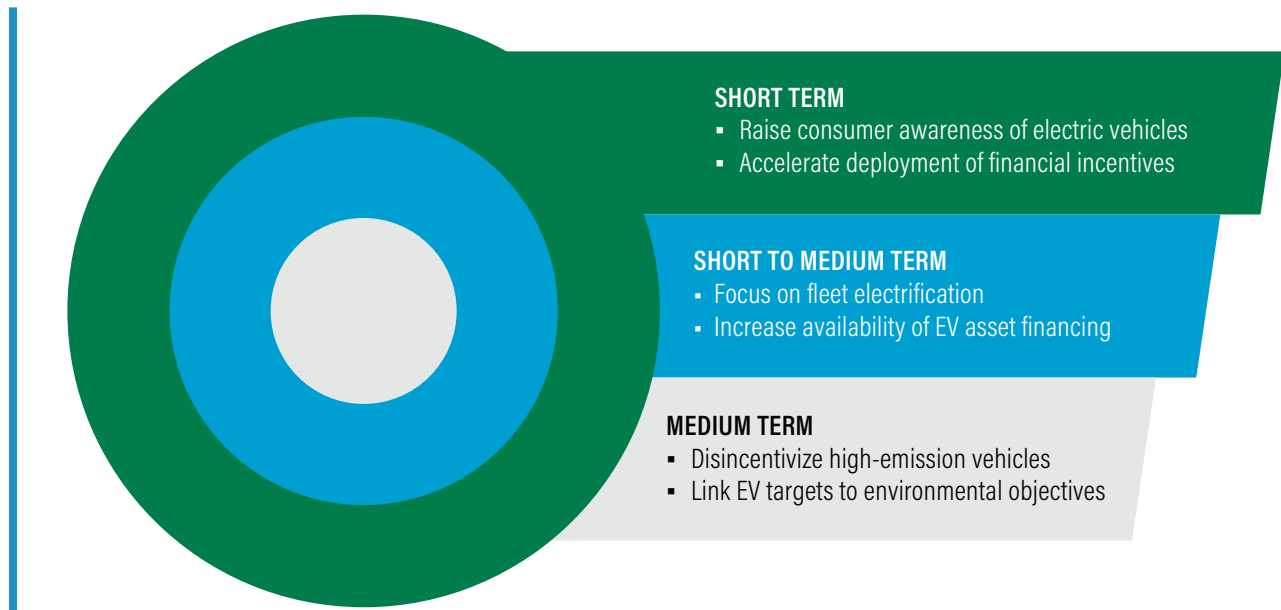 SHORT TERM
▪ Raise consumer awareness of electric vehicles
▪ Accelerate deployment of financial incentives
SHORT TO MEDIUM TERM
▪ Focus on fleet electrification
▪ Increase availability of EV asset financing
MEDIUM TERM
▪ Disincentivize high-emission vehicles
▪ Link EV targets to environmental objectives